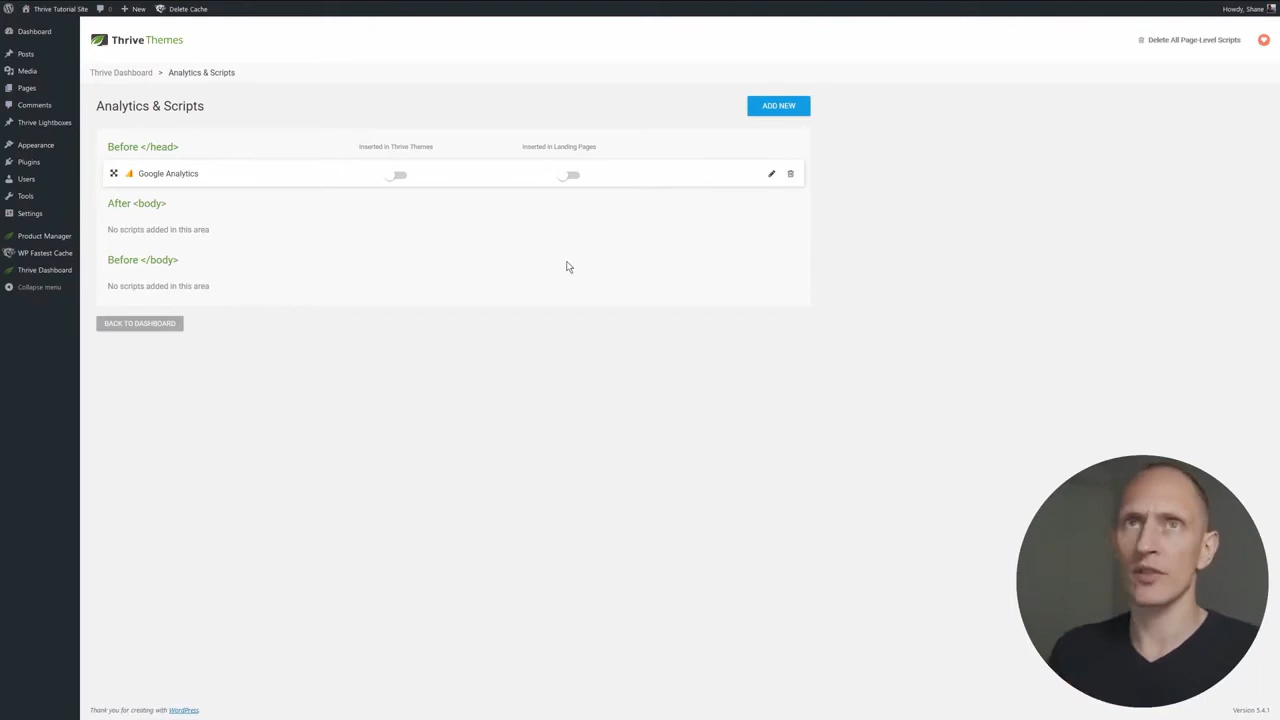 Thrive Tutorial Site 0 New Delete Cache Howdy, Shane
Dashboard
Posts
Media
Pages
Comments
Thrive Lightboxes
Appearance
Plugins
Users
Tools
Settings
Product Manager
WP Fastest Cache
Thrive Dashboard
Collapse menu
Thrive Themes
Delete All Page-Level Scripts
Thrive Dashboard > Analytics & Scripts
Analytics & Scripts
ADD NEW
Before </head> Inserted in Thrive Themes Inserted in Landing Pages
Google Analytics
After <body>
No scripts added in this area
Before </body>
No scripts added in this area
BACK TO DASHBOARD
Thank you for creating with WordPress.
Version 5.4.1